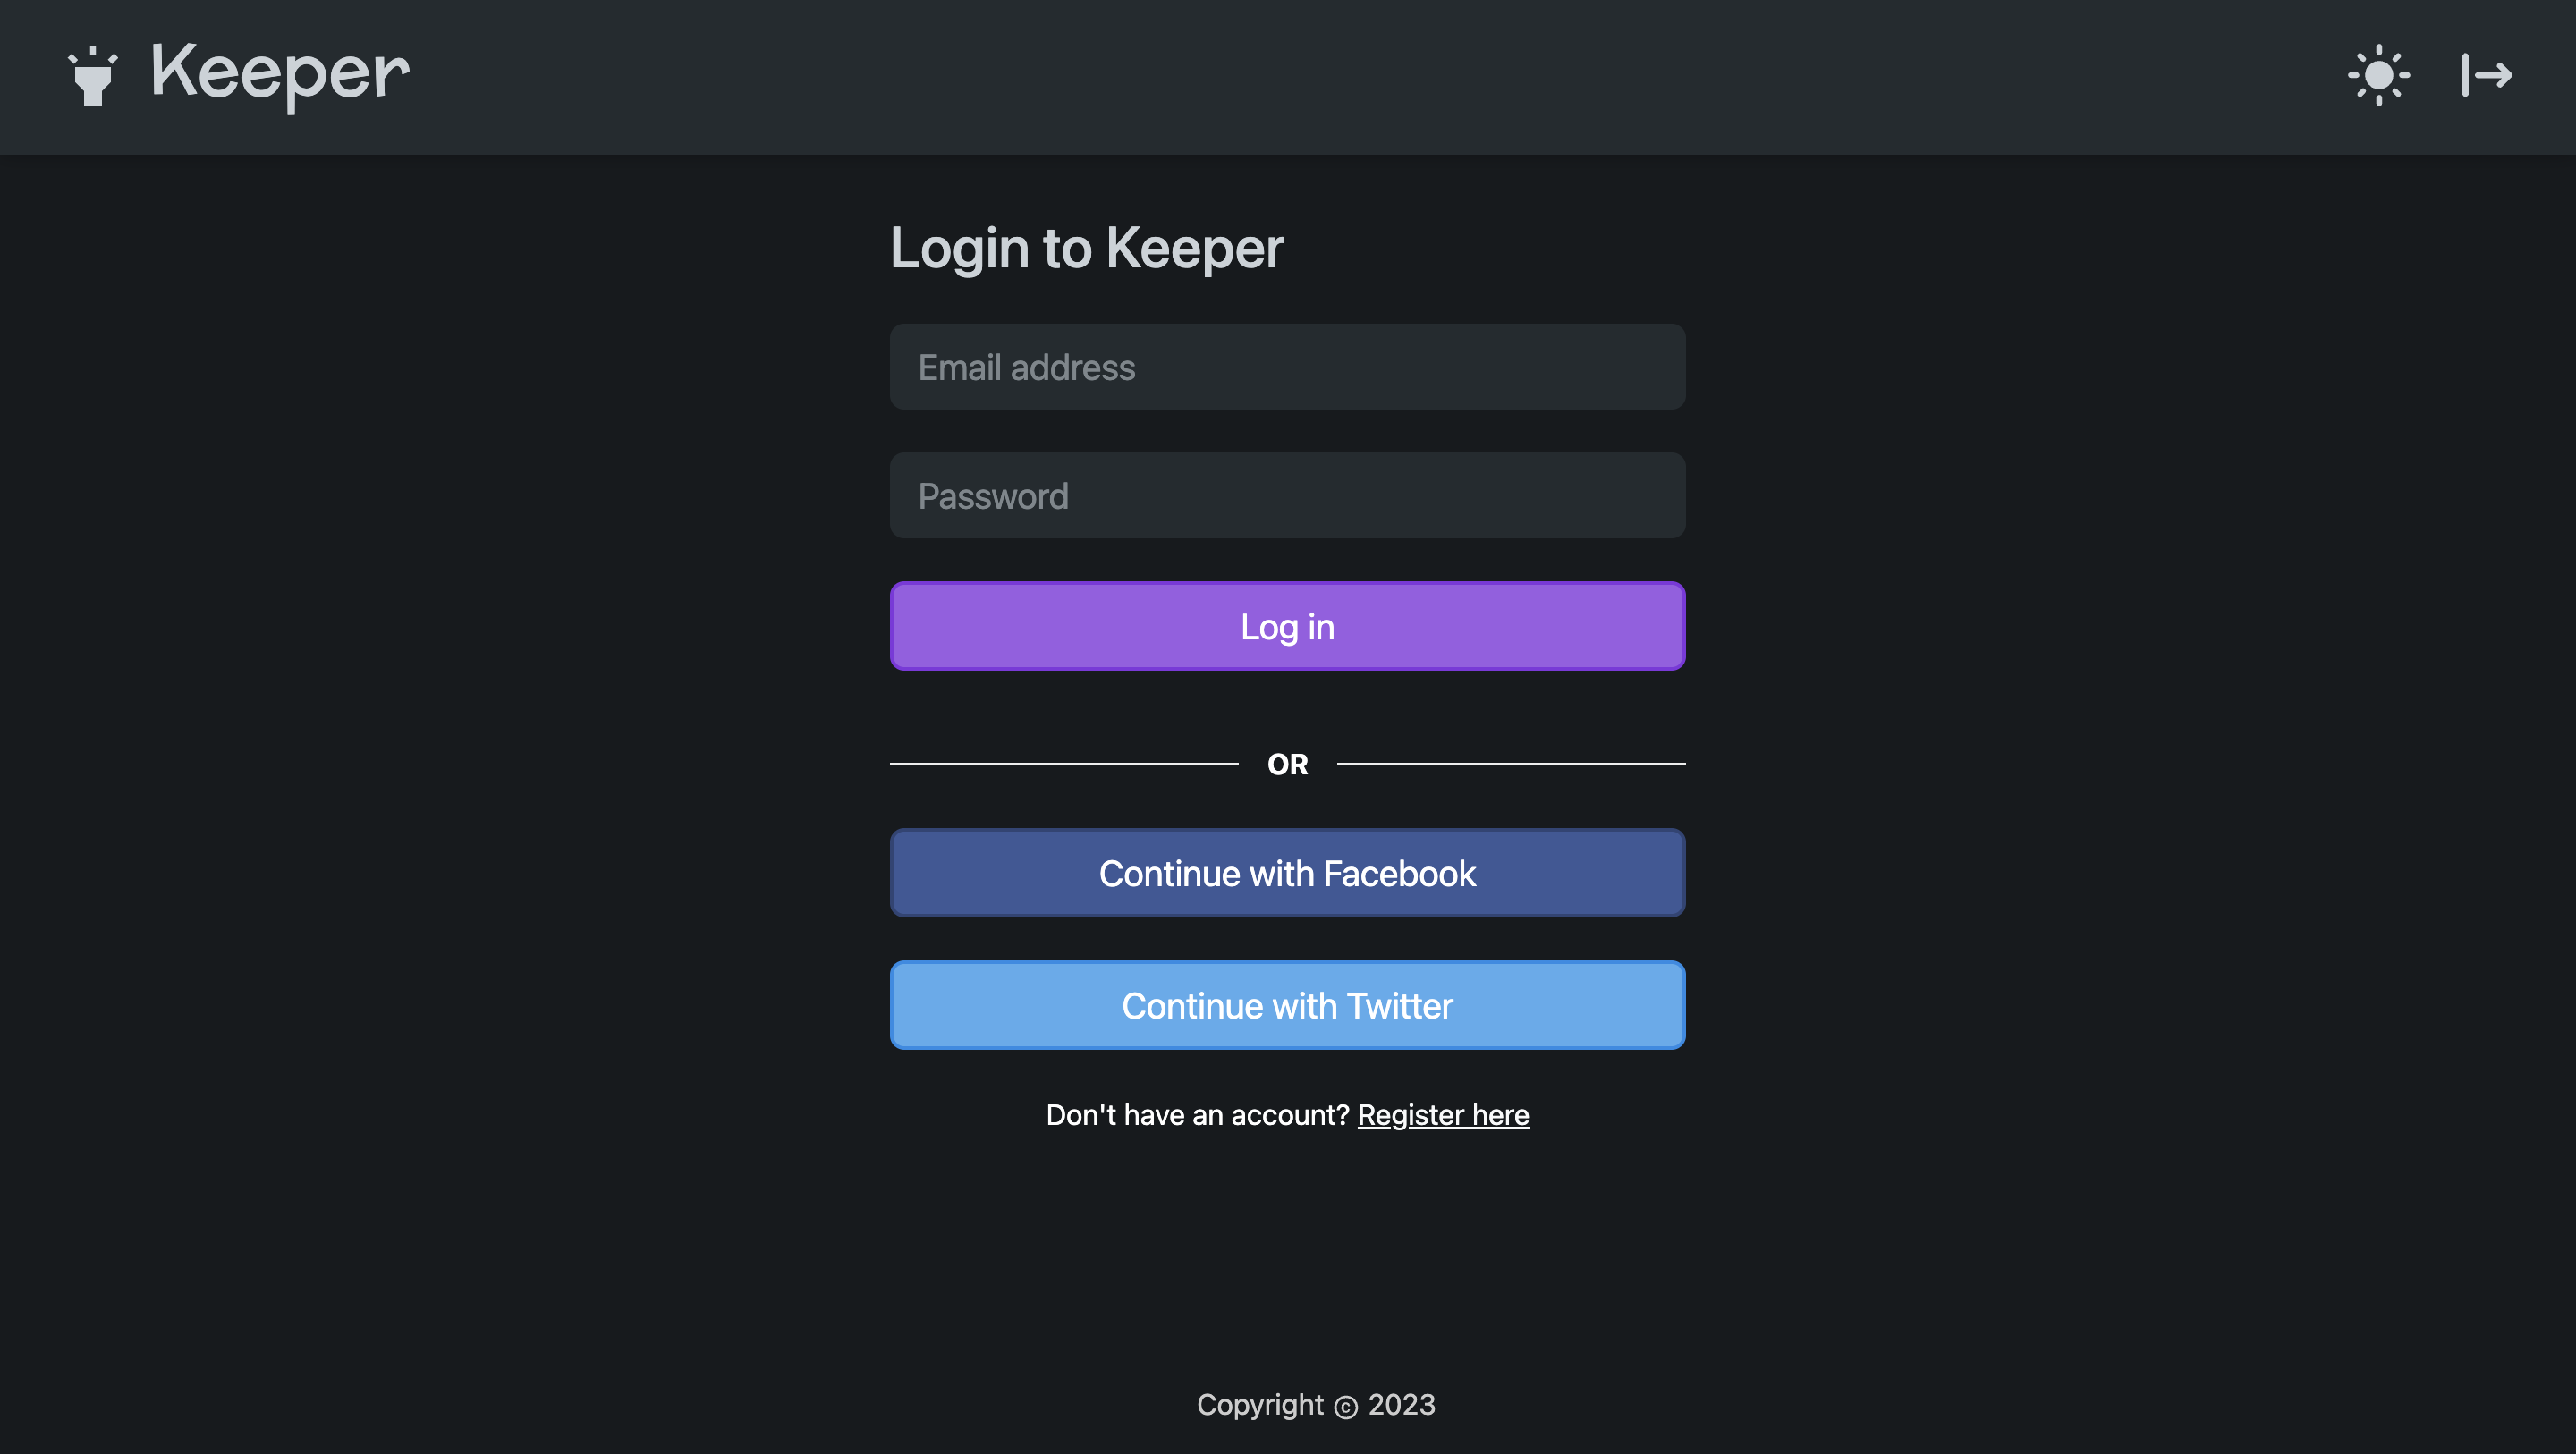 Keeper
Login to Keeper
Email address
Password
Log in
OR
Continue with Facebook
Continue with Twitter
Don't have an account? Register here
Copyright © 2023